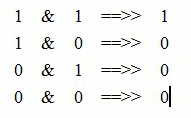 1 & 1 ==>> 1
1 & 0 ==>> 0
0 & 1 ==>> 0
0 & 0 ==>> 0